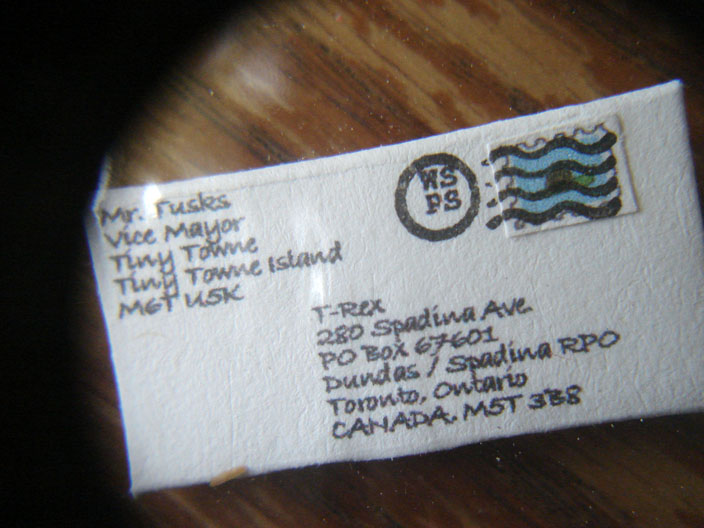 Mr. Tusks
Vice Mayor
Tiny Towne
Tiny Towne Island
M6T U5K
WS
PS
T-Rex
280 Spadina Ave.
PO Box 67601
Dundas / Spadina RPO
Toronto, Ontario
CANADA, M5T 3B8